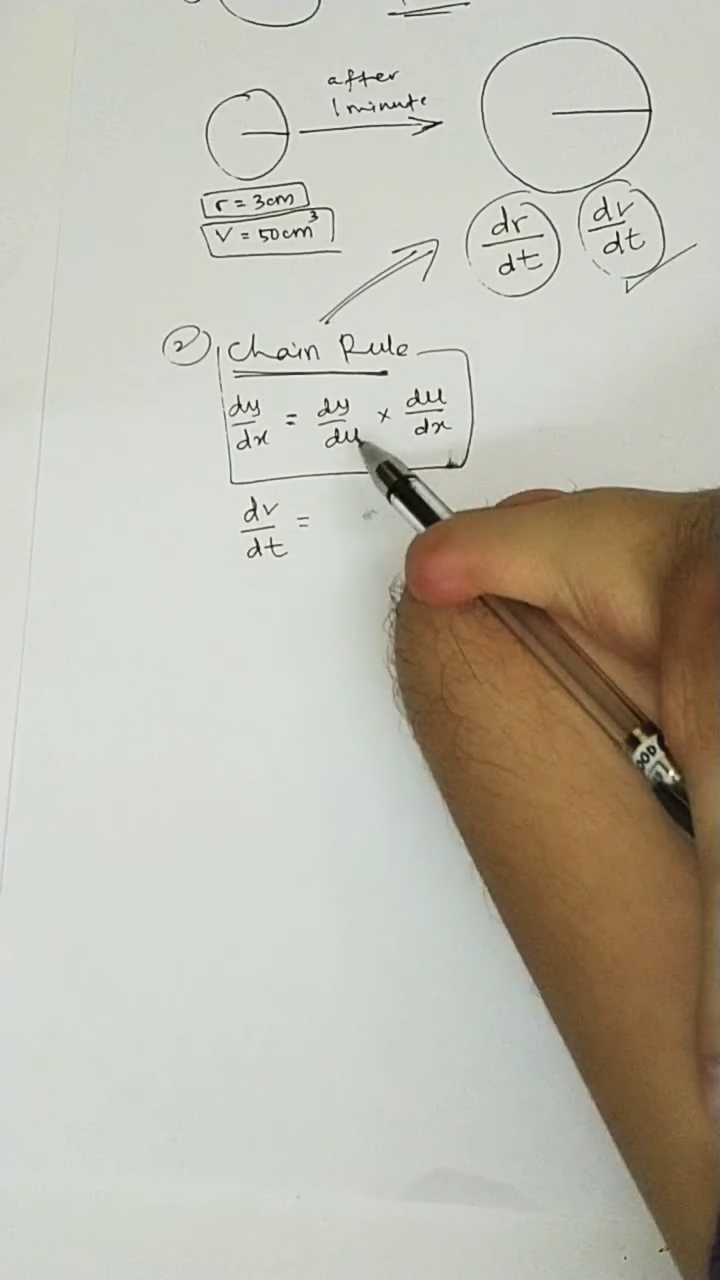 after
1 minute
r = 3cm
V = 50cm³
dr/dt
dv/dt
② Chain Rule
dy/dx = dy/du × du/dx
dv/dt =